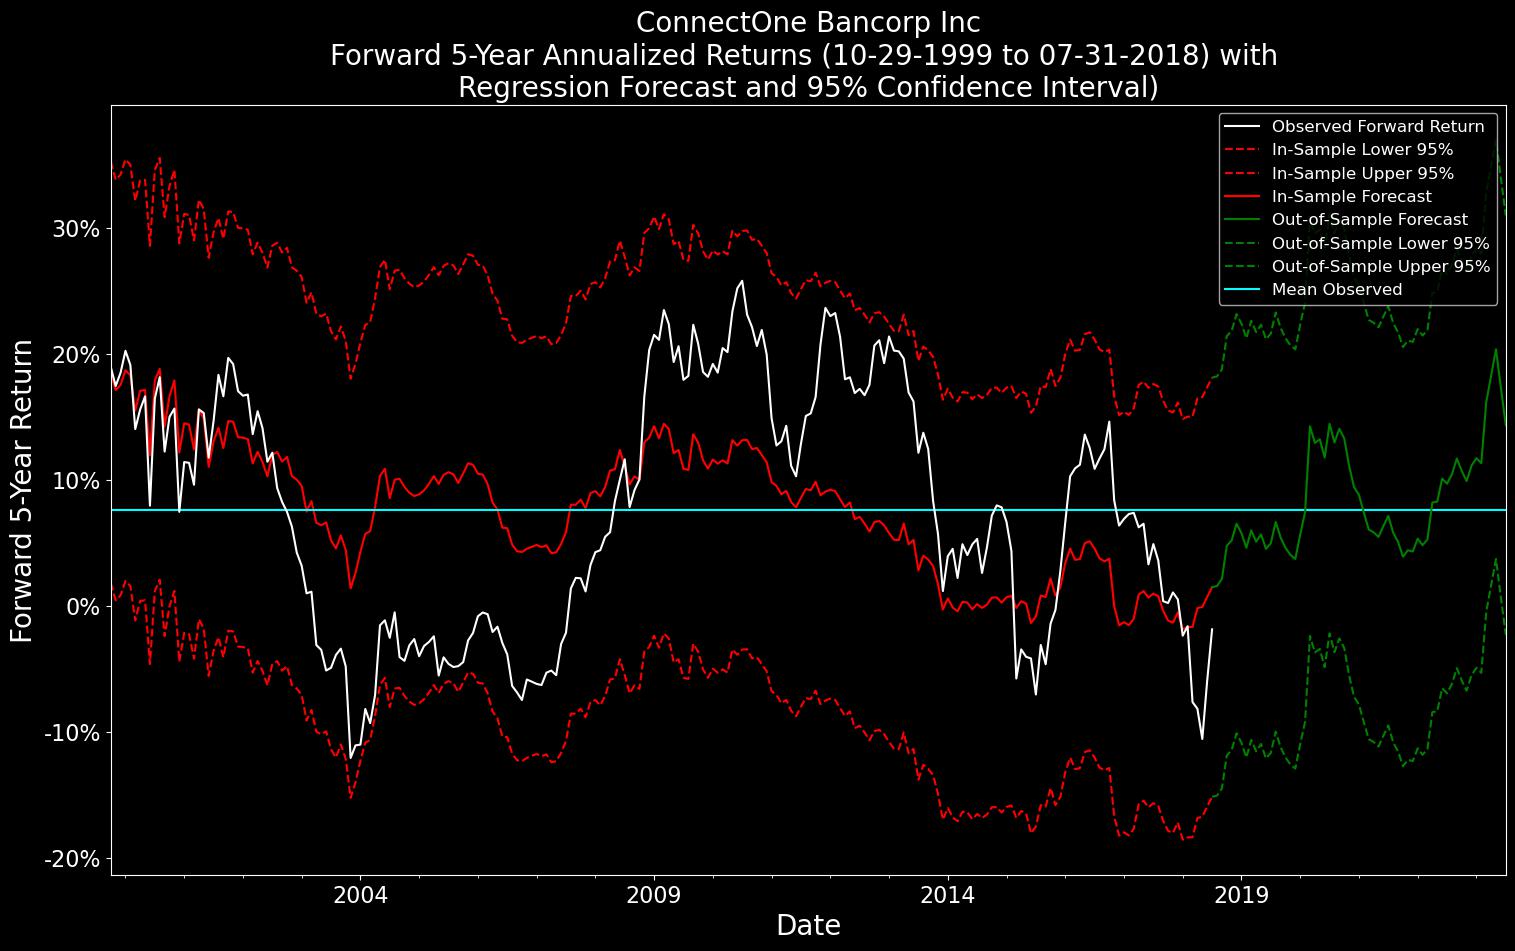 ConnectOne Bancorp Inc
Forward 5-Year Annualized Returns (10-29-1999 to 07-31-2018) with
Regression Forecast and 95% Confidence Interval)
Observed Forward Return
In-Sample Lower 95%
In-Sample Upper 95%
In-Sample Forecast
Out-of-Sample Forecast
Out-of-Sample Lower 95%
Out-of-Sample Upper 95%
Mean Observed
Forward 5-Year Return
30%
20%
10%
0%
-10%
-20%
2004
2009
2014
2019
Date